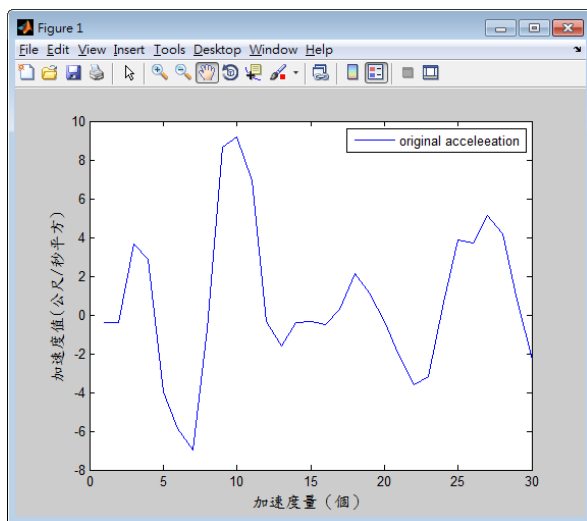 Figure 1
File Edit View Insert Tools Desktop Window Help
original acceleeation
10
8
6
4
2
0
-2
-4
-6
-8
加速度值(公尺/秒平方)
0 5 10 15 20 25 30
加速度量（個）